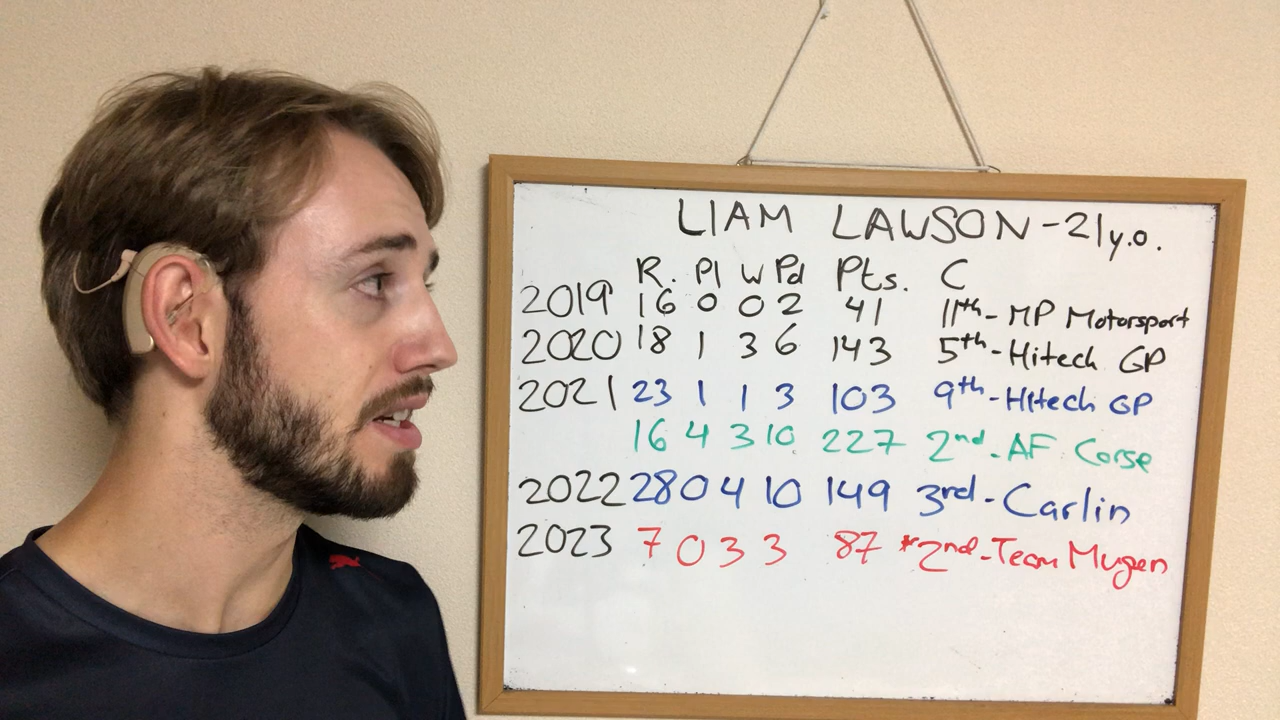 LIAM LAWSON - 21 y.o.
R. Pl W Pd Pts. C
2019 16 0 0 2 41 11th - MP Motorsport
2020 18 1 3 6 143 5th - Hitech GP
2021 23 1 1 3 103 9th - Hitech GP
16 4 3 10 227 2nd - AF Corse
2022 28 0 4 10 149 3rd - Carlin
2023 7 0 3 3 87 *2nd - Team Mugen